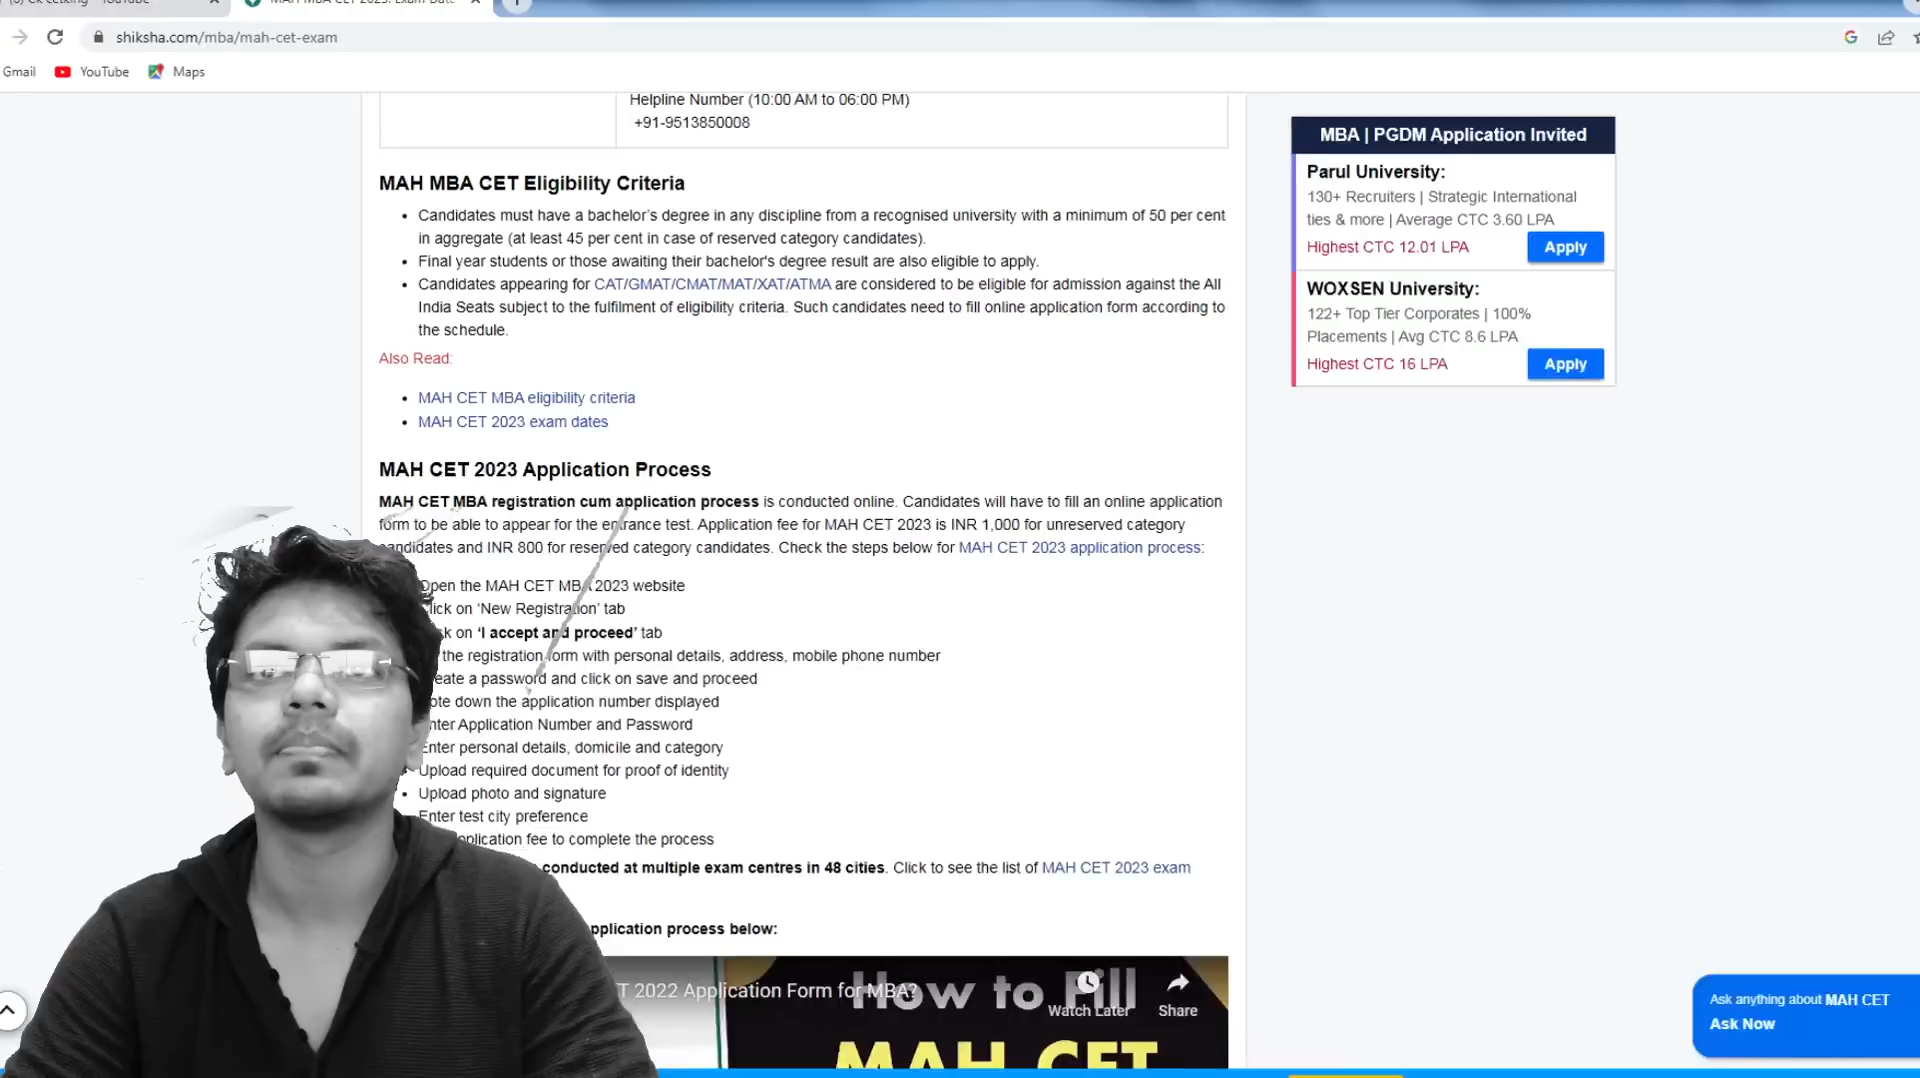 YouTube
MAH MBA CET 2023: Exam Date
shiksha.com/mba/mah-cet-exam
Gmail YouTube Maps
Helpline Number (10:00 AM to 06:00 PM)
+91-9513850008
MAH MBA CET Eligibility Criteria
• Candidates must have a bachelor's degree in any discipline from a recognised university with a minimum of 50 per cent
in aggregate (at least 45 per cent in case of reserved category candidates).
• Final year students or those awaiting their bachelor's degree result are also eligible to apply.
• Candidates appearing for CAT/GMAT/CMAT/MAT/XAT/ATMA are considered to be eligible for admission against the All
India Seats subject to the fulfilment of eligibility criteria. Such candidates need to fill online application form according to
the schedule.
Also Read:
• MAH CET MBA eligibility criteria
• MAH CET 2023 exam dates
MAH CET 2023 Application Process
MAH CET MBA registration cum application process is conducted online. Candidates will have to fill an online application
form to be able to appear for the entrance test. Application fee for MAH CET 2023 is INR 1,000 for unreserved category
candidates and INR 800 for reserved category candidates. Check the steps below for MAH CET 2023 application process:
Open the MAH CET MBA 2023 website
Click on ‘New Registration’ tab
on ‘I accept and proceed’ tab
the registration form with personal details, address, mobile phone number
a password and click on save and proceed
down the application number displayed
Enter Application Number and Password
Enter personal details, domicile and category
• Upload required document for proof of identity
• Upload photo and signature
Enter test city preference
application fee to complete the process
conducted at multiple exam centres in 48 cities. Click to see the list of MAH CET 2023 exam
application process below:
T 2022 Application Form for MBA?
How to Fill
Watch Later Share
MAH CET
MBA | PGDM Application Invited
Parul University:
130+ Recruiters | Strategic International
ties & more | Average CTC 3.60 LPA
Highest CTC 12.01 LPA Apply
WOXSEN University:
122+ Top Tier Corporates | 100%
Placements | Avg CTC 8.6 LPA
Highest CTC 16 LPA Apply
Ask anything about MAH CET
Ask Now